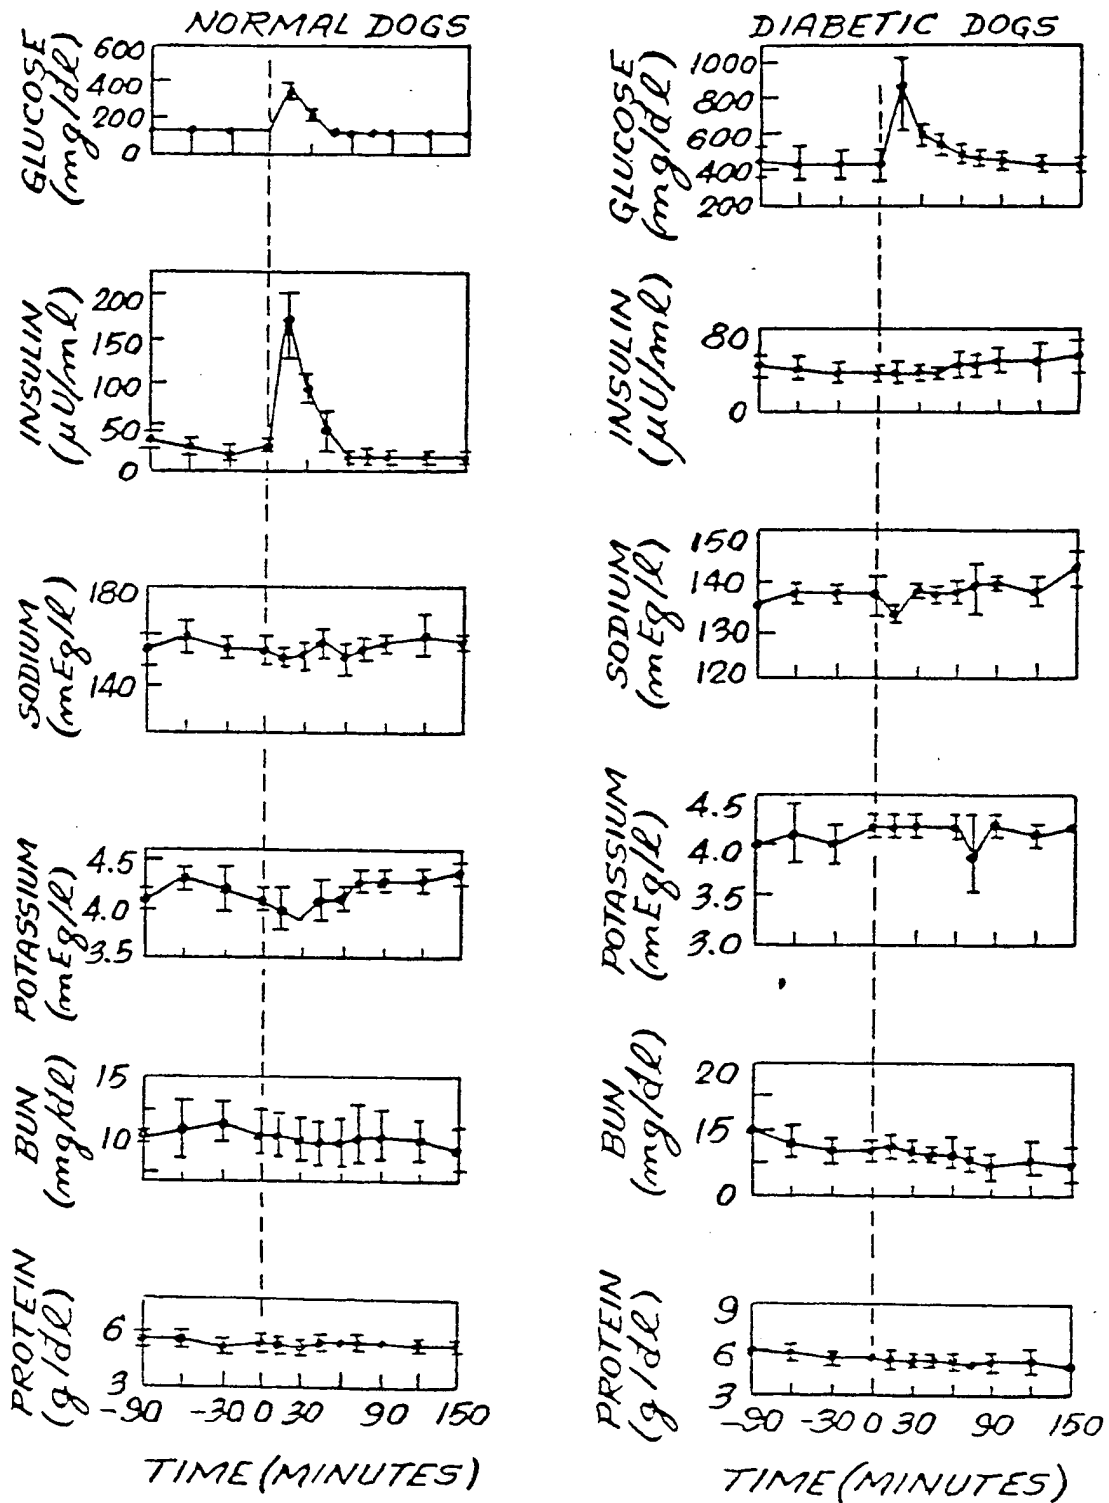 NORMAL DOGS
GLUCOSE
(mg/dl)
600
400
200
0
INSULIN
(μU/ml)
200
150
100
50
0
SODIUM
(mEq/l)
180
140
POTASSIUM
(mEq/l)
4.5
4.0
3.5
BUN
(mg/dl)
15
10
PROTEIN
(g/dl)
6
3
-90 -30 0 30 90 150
TIME (MINUTES)
DIABETIC DOGS
GLUCOSE
(mg/dl)
1000
800
600
400
200
INSULIN
(μU/ml)
80
0
SODIUM
(mEq/l)
150
140
130
120
POTASSIUM
(mEq/l)
4.5
4.0
3.5
3.0
BUN
(mg/dl)
20
15
0
PROTEIN
(g/dl)
9
6
3
-90 -30 0 30 90 150
TIME (MINUTES)